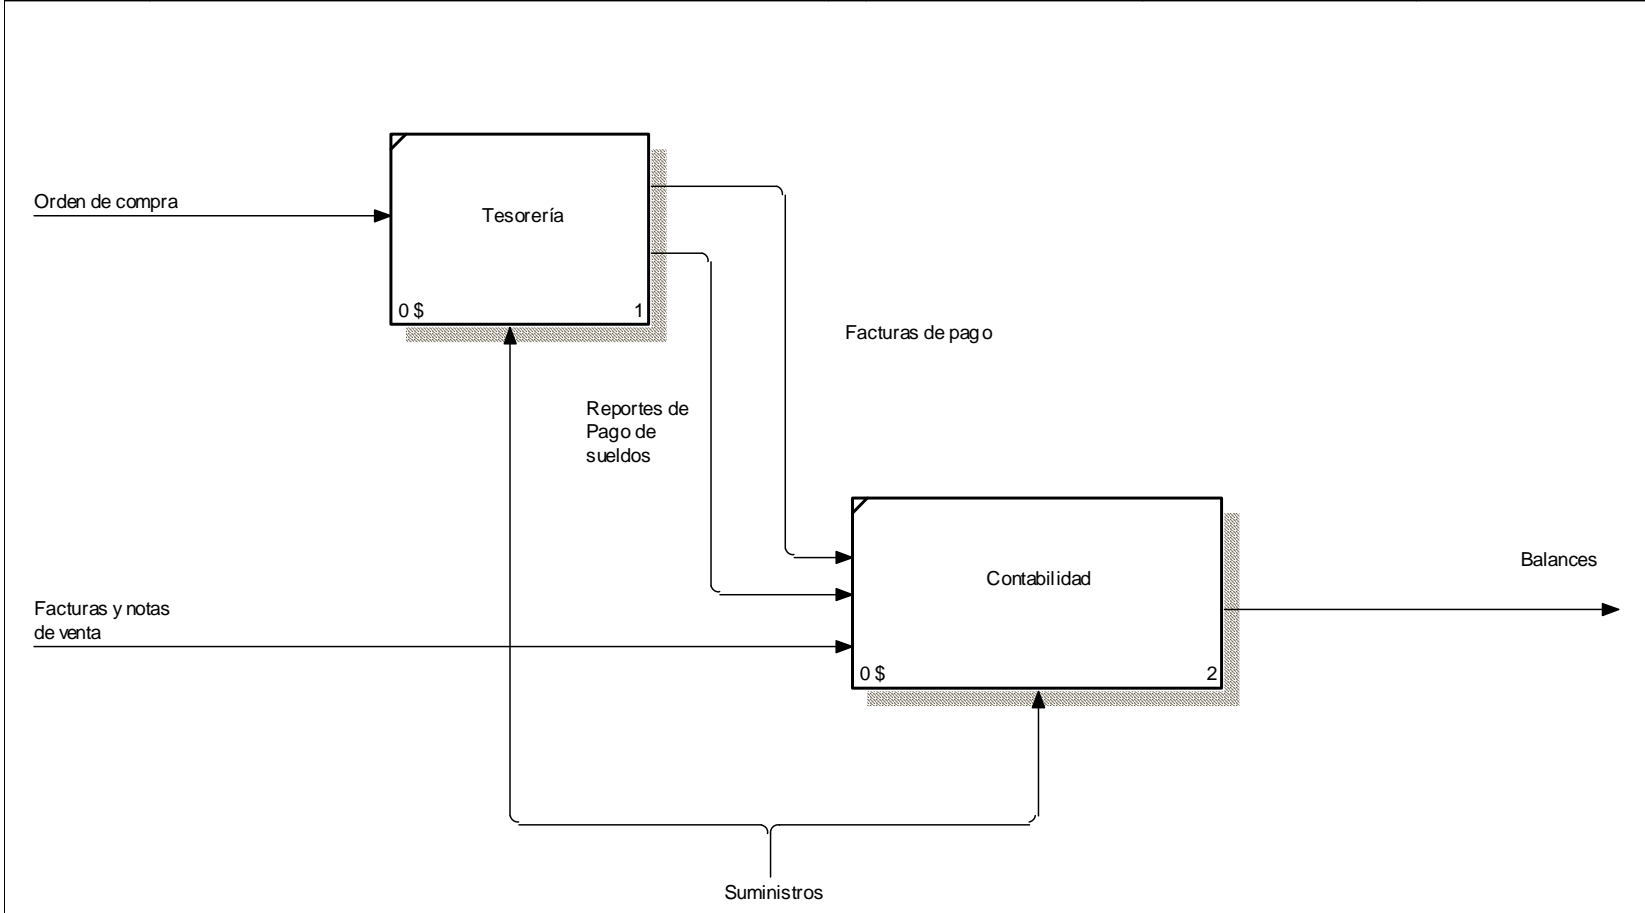 Orden de compra
Tesorería
0 $
1
Facturas de pago
Reportes de
Pago de
sueldos
Contabilidad
Balances
Facturas y notas
de venta
0 $
2
Suministros